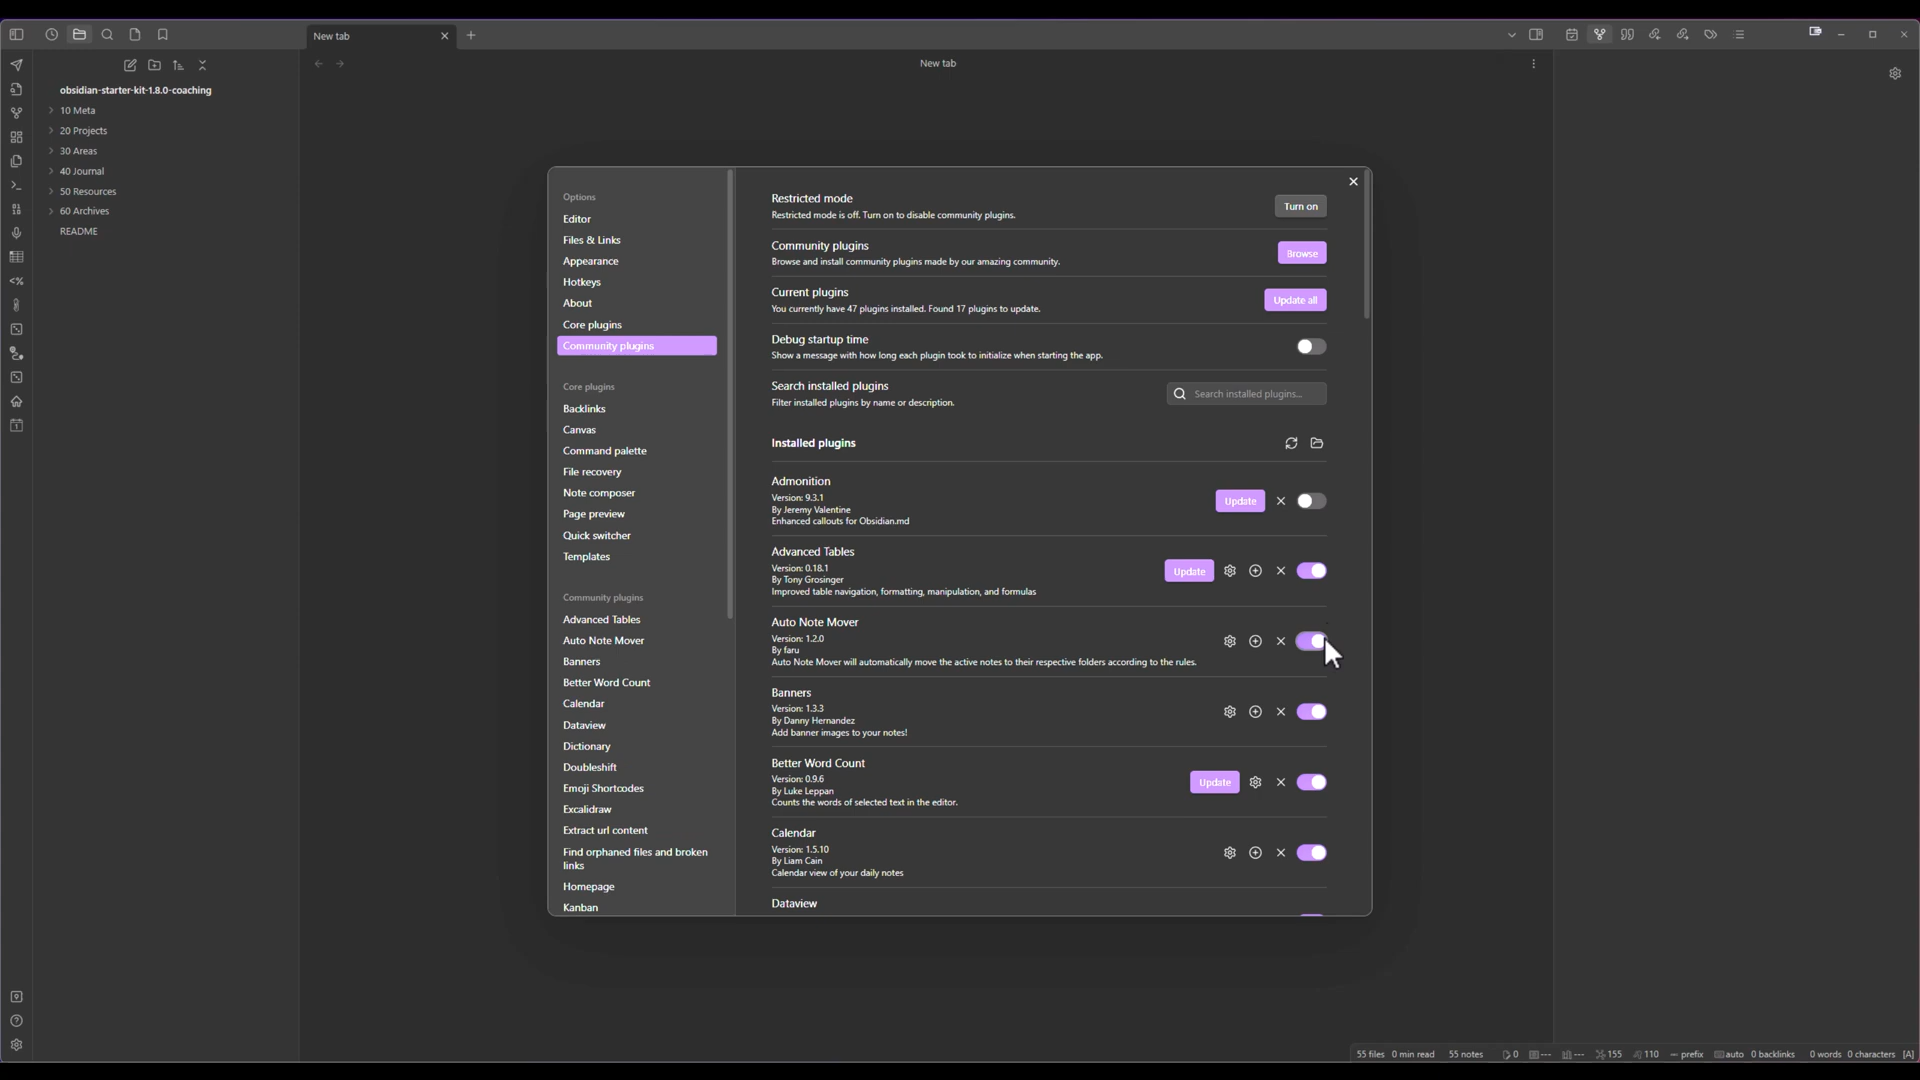 New tab
New tab
obsidian-starter-kit-1.8.0-coaching
10 Meta
20 Projects
30 Areas
40 Journal
50 Resources
60 Archives
README
Options
Editor
Files & Links
Appearance
Hotkeys
About
Core plugins
Community plugins
Core plugins
Backlinks
Canvas
Command palette
File recovery
Note composer
Page preview
Quick switcher
Templates
Community plugins
Advanced Tables
Auto Note Mover
Banners
Better Word Count
Calendar
Dataview
Dictionary
Doubleshift
Emoji Shortcodes
Excalidraw
Extract url content
Find orphaned files and broken
links
Homepage
Kanban
Restricted mode
Restricted mode is off. Turn on to disable community plugins.
Turn on
Community plugins
Browse and install community plugins made by our amazing community.
Browse
Current plugins
You currently have 47 plugins installed. Found 17 plugins to update.
Update all
Debug startup time
Show a message with how long each plugin took to initialize when starting the app.
Search installed plugins
Filter installed plugins by name or description.
Search installed plugins...
Installed plugins
Admonition
Version: 9.3.1
By Jeremy Valentine
Enhanced callouts for Obsidian.md
Update
Advanced Tables
Version: 0.18.1
By Tony Grosinger
Improved table navigation, formatting, manipulation, and formulas
Update
Auto Note Mover
Version: 1.2.0
By faru
Auto Note Mover will automatically move the active notes to their respective folders according to the rules.
Banners
Version: 1.3.3
By Danny Hernandez
Add banner images to your notes!
Better Word Count
Version: 0.9.6
By Luke Leppan
Counts the words of selected text in the editor.
Update
Calendar
Version: 1.5.10
By Liam Cain
Calendar view of your daily notes
Dataview
55 files 0 min read 55 notes 0 --- --- 155 110 prefix auto 0 backlinks 0 words 0 characters [A]